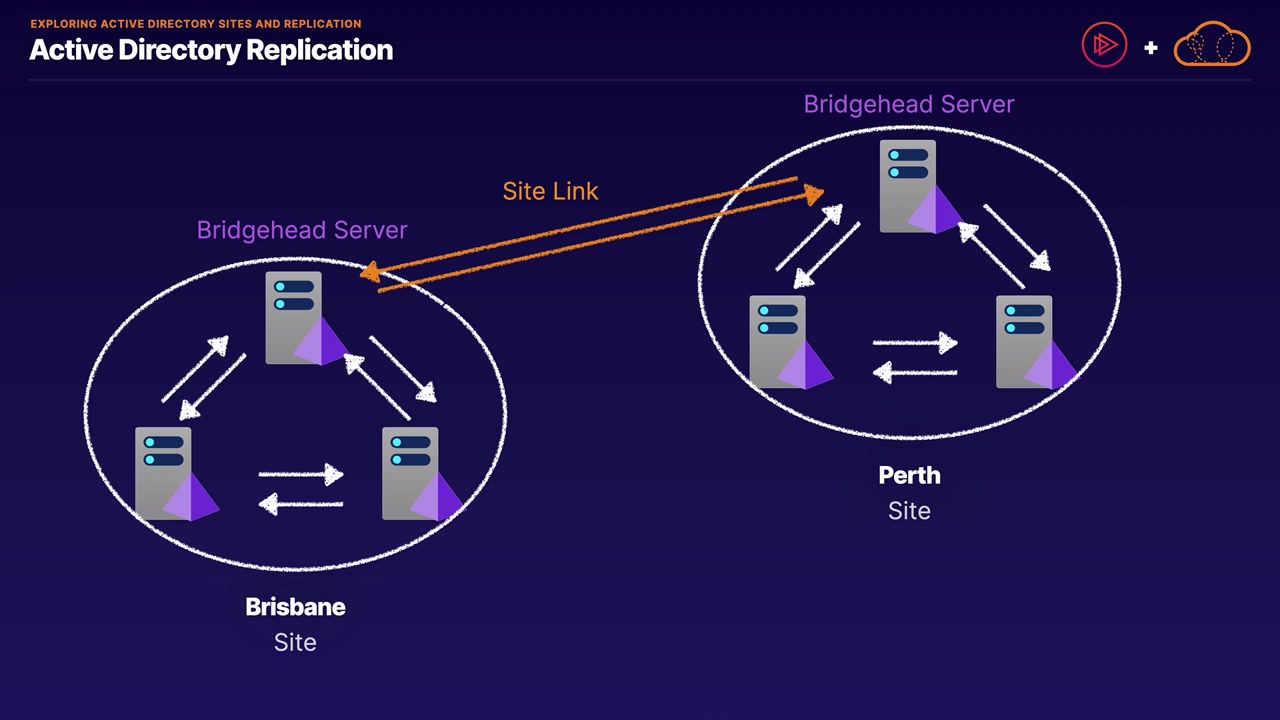 EXPLORING ACTIVE DIRECTORY SITES AND REPLICATION
Active Directory Replication
+
Bridgehead Server
Site Link
Bridgehead Server
Perth
Site
Brisbane
Site